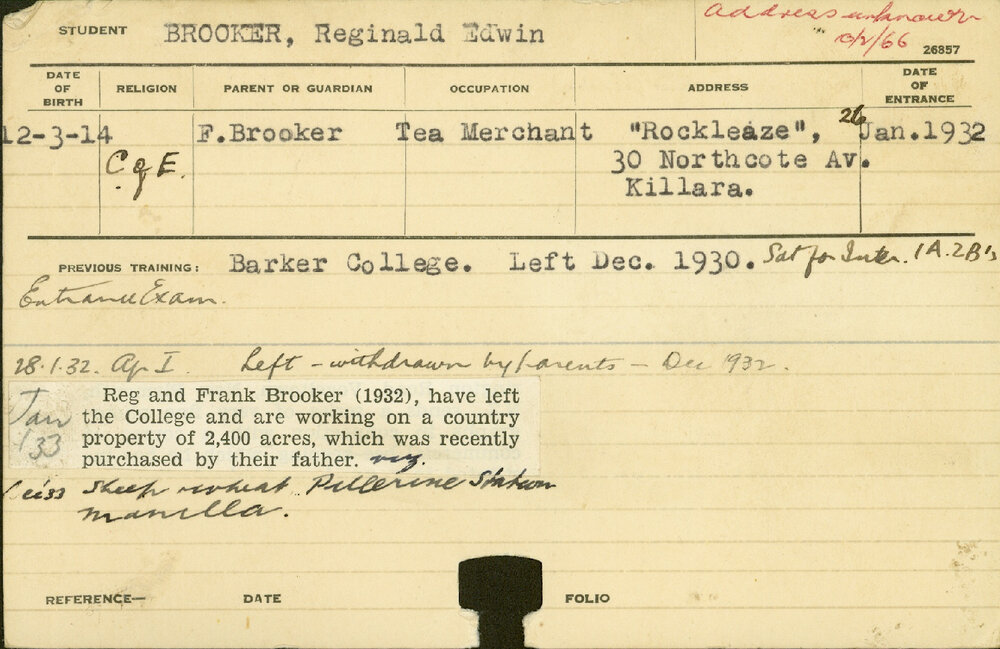 STUDENT BROOKER, Reginald Edwin
Address unknown
/66
26857
DATE OF BIRTH RELIGION PARENT OR GUARDIAN OCCUPATION ADDRESS DATE OF ENTRANCE
12-3-14 C of E. F.Brooker Tea Merchant "Rockleaze", 26 Jan.1932
30 Northcote Av.
Killara.
PREVIOUS TRAINING: Barker College. Left Dec. 1930. Sat for Inter. 1A.2B's
Entrance Exam.
28.1.32. Ag I. Left - withdrawn by parents - Dec 1932.
Jan /33
Reg and Frank Brooker (1932), have left
the College and are working on a country
property of 2,400 acres, which was recently
purchased by their father.
Sheep wheat Station
Manilla.
REFERENCE— DATE FOLIO